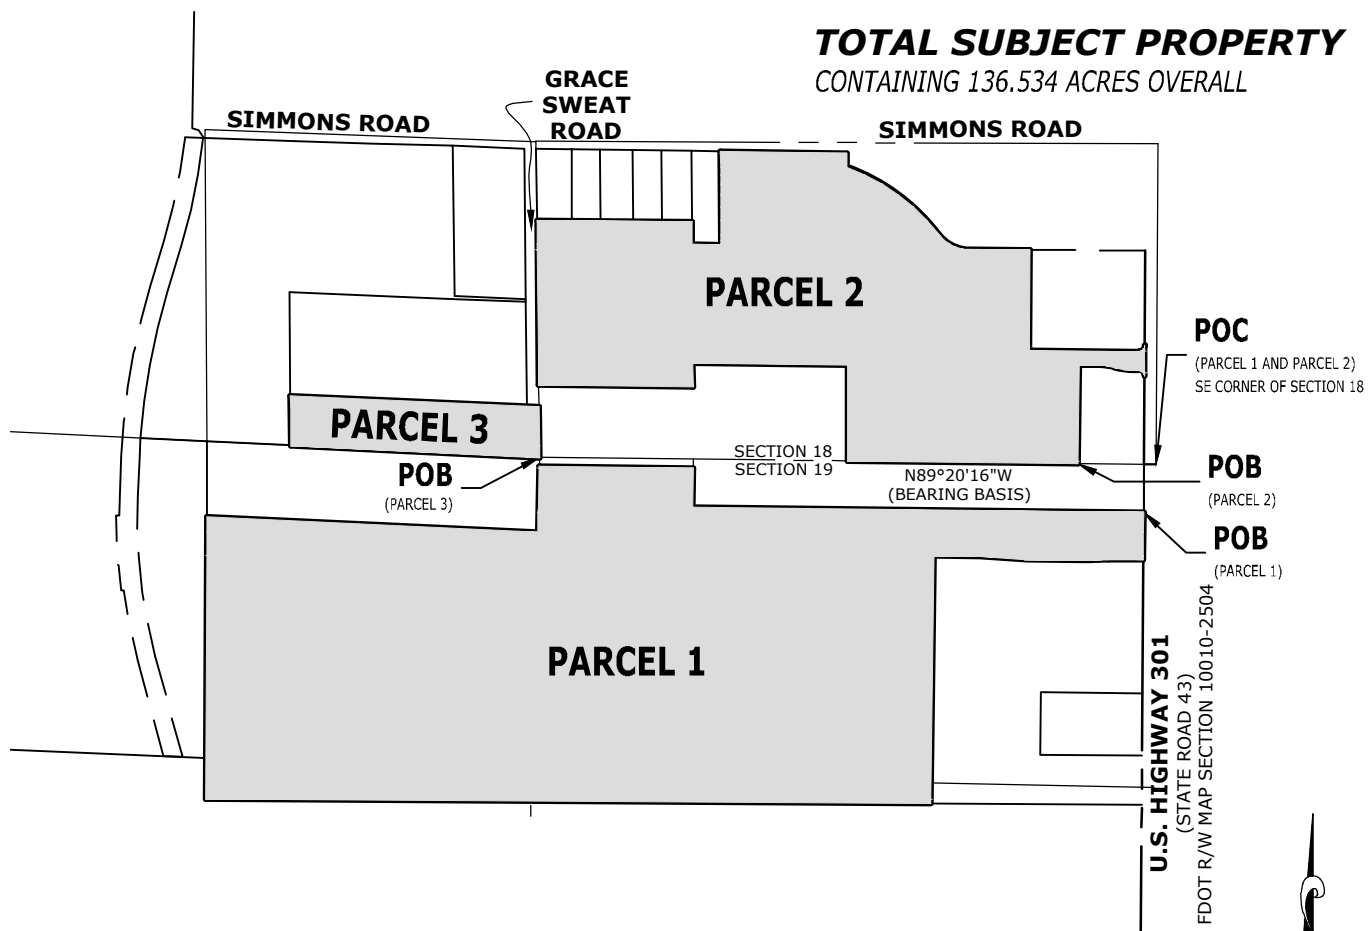 TOTAL SUBJECT PROPERTY
CONTAINING 136.534 ACRES OVERALL
GRACE
SWEAT
ROAD
SIMMONS ROAD
SIMMONS ROAD
PARCEL 2
POC
(PARCEL 1 AND PARCEL 2)
SE CORNER OF SECTION 18
PARCEL 3
POB
(PARCEL 3)
SECTION 18
SECTION 19
N89°20'16"W
(BEARING BASIS)
POB
(PARCEL 2)
POB
(PARCEL 1)
PARCEL 1
U.S. HIGHWAY 301
(STATE ROAD 43)
FDOT R/W MAP SECTION 10010-2504